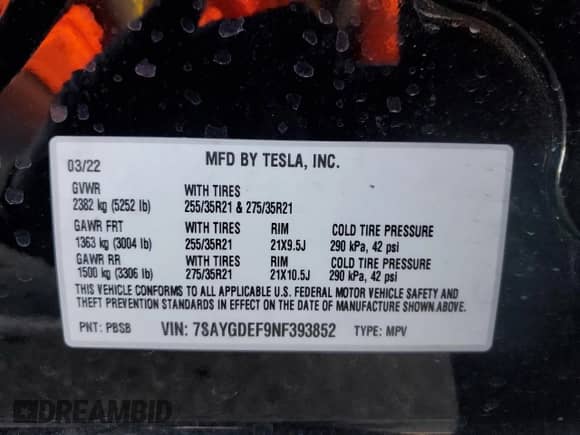 03/22 MFD BY TESLA, INC.
GVWR WITH TIRES
2382 kg (5252 lb) 255/35R21 & 275/35R21
GAWR FRT WITH TIRES RIM COLD TIRE PRESSURE
1363 kg (3004 lb) 255/35R21 21X9.5J 290 kPa, 42 psi
GAWR RR WITH TIRES RIM COLD TIRE PRESSURE
1500 kg (3306 lb) 275/35R21 21X10.5J 290 kPa, 42 psi
THIS VEHICLE CONFORMS TO ALL APPLICABLE U.S. FEDERAL MOTOR VEHICLE SAFETY AND
THEFT PREVENTION STANDARDS IN EFFECT ON THE DATE OF MANUFACTURE SHOWN ABOVE.
PNT: PBSB VIN: 7SAYGDEF9NF393852 TYPE: MPV
DREAMBID